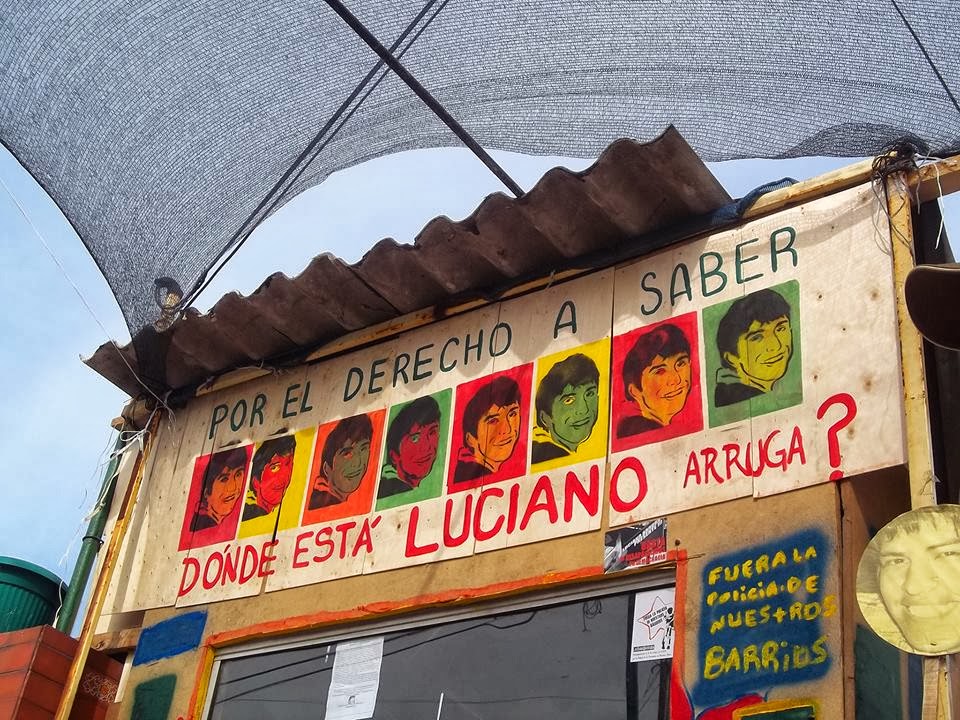 POR EL DERECHO A SABER
DÓNDE ESTÁ LUCIANO ARRUGA?
FUERA LA
POLICIA·DE
NUESTROS
BARRIOS